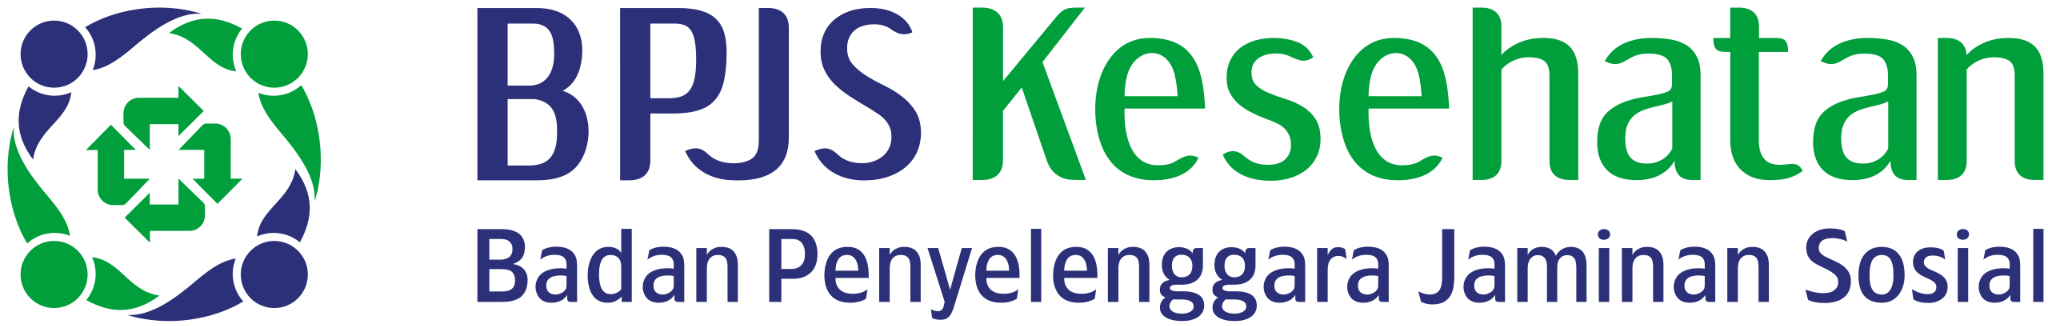 BPJS Kesehatan
Badan Penyelenggara Jaminan Sosial